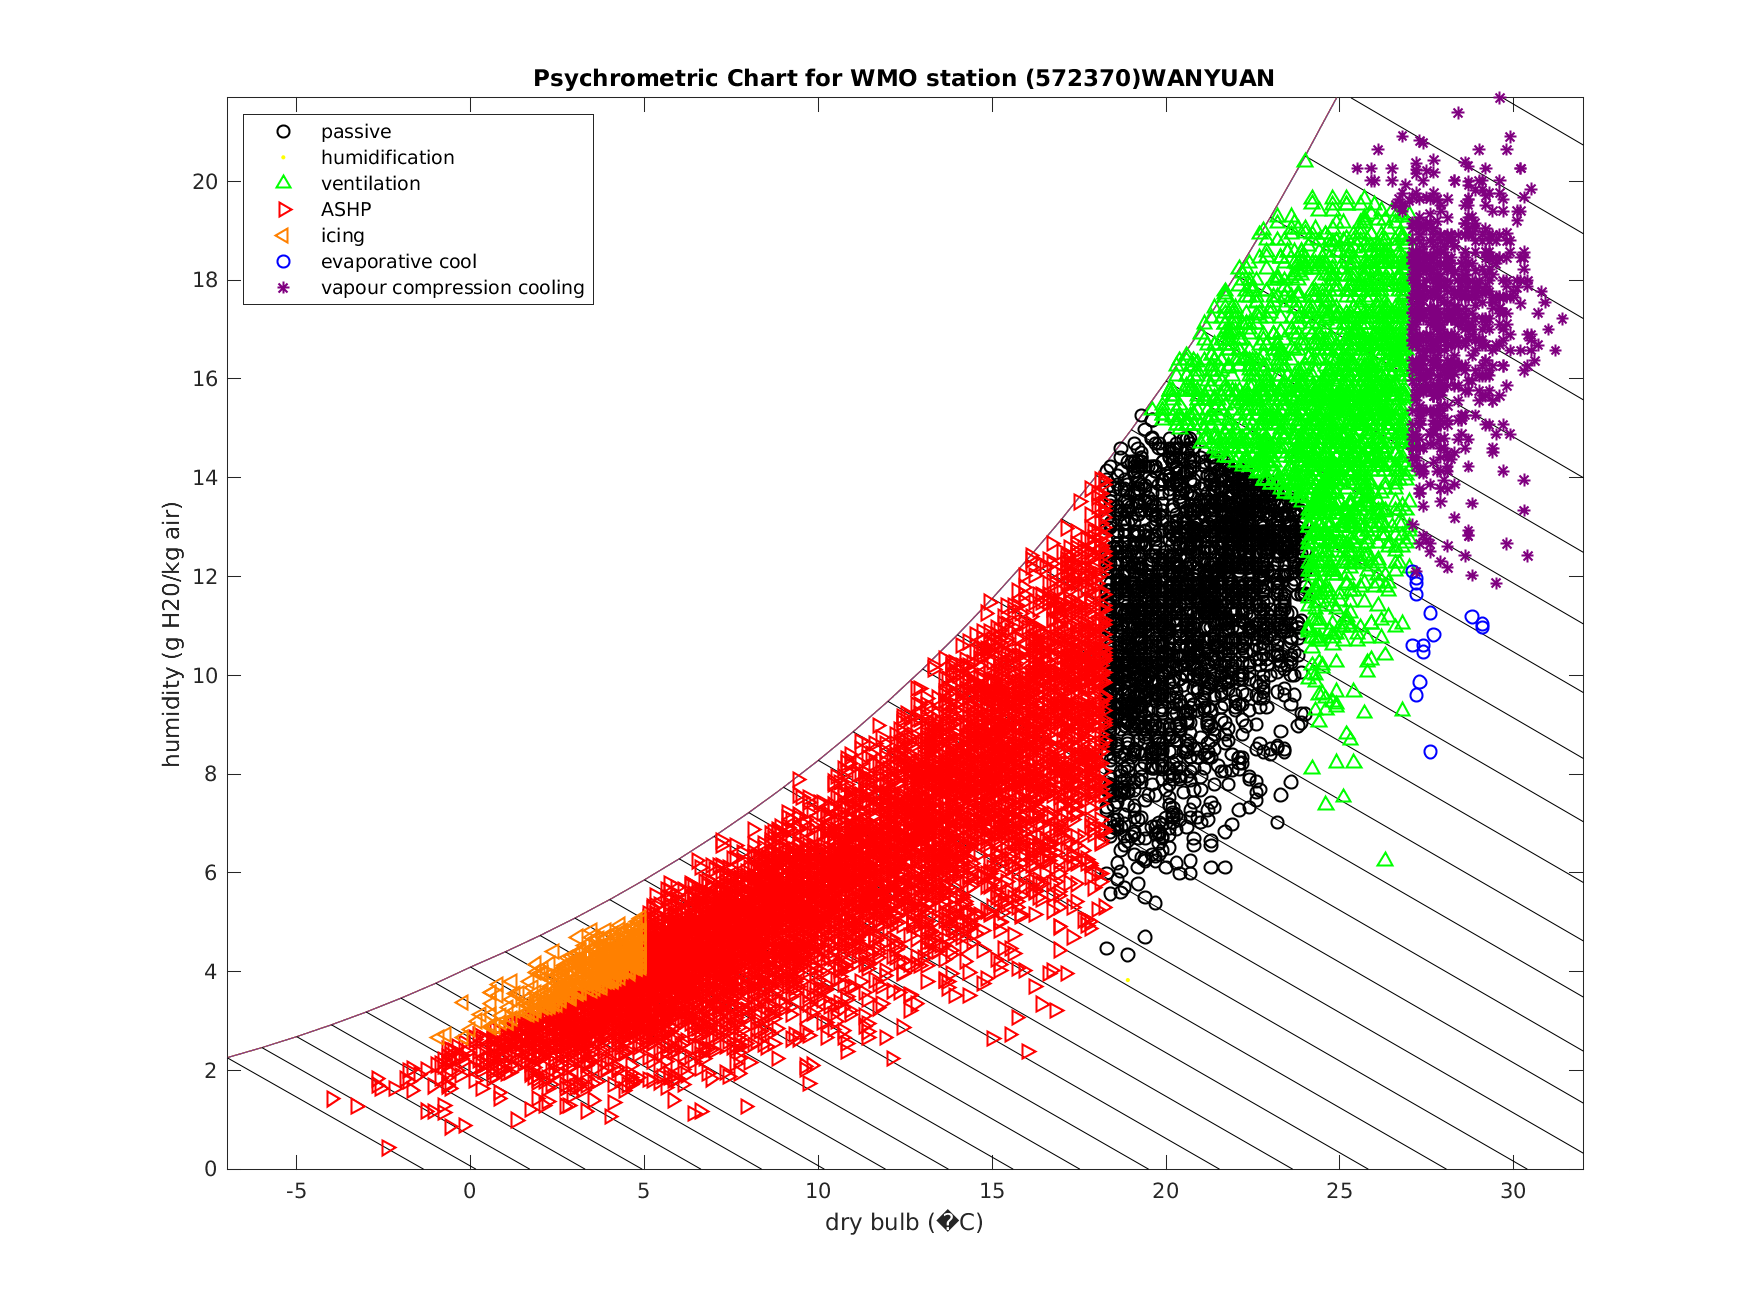 Psychrometric Chart for WMO station (572370)WANYUAN
passive
humidification
ventilation
ASHP
icing
evaporative cool
vapour compression cooling
humidity (g H20/kg air)
20
18
16
14
12
10
8
6
4
2
0
-5
0
5
10
15
20
25
30
dry bulb (�C)